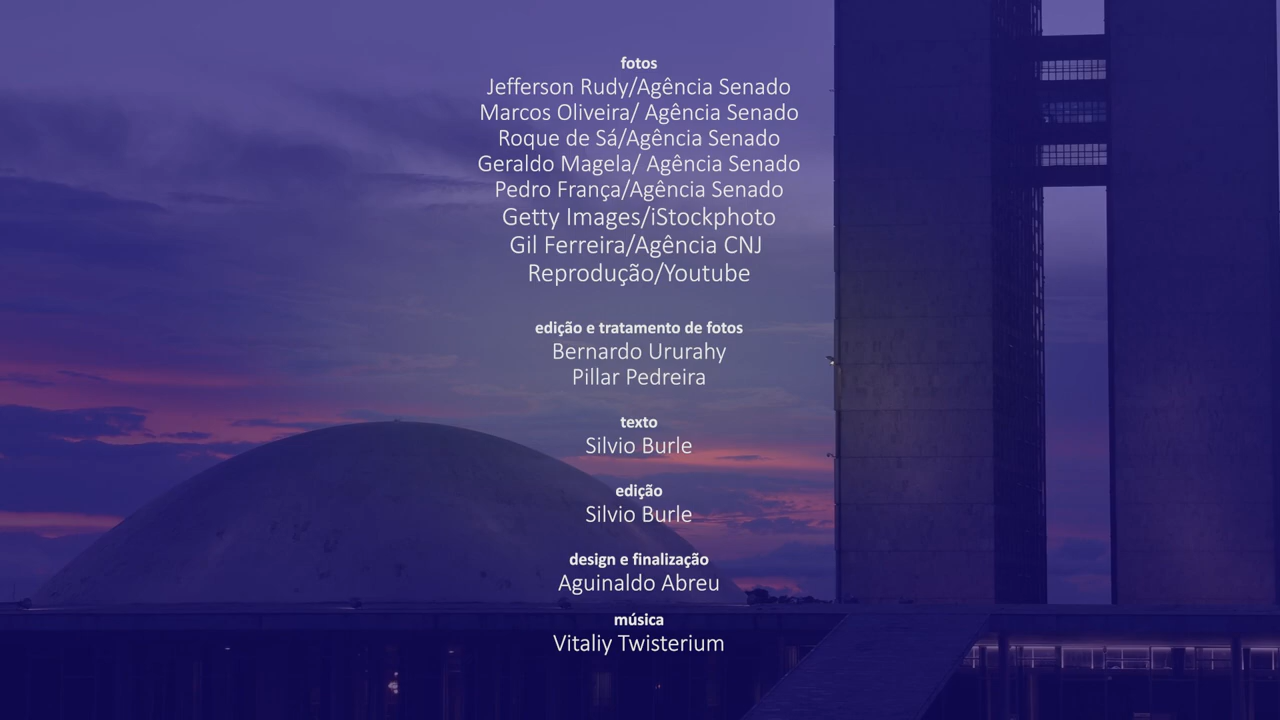 fotos
Jefferson Rudy/Agência Senado
Marcos Oliveira/ Agência Senado
Roque de Sá/Agência Senado
Geraldo Magela/ Agência Senado
Pedro França/Agência Senado
Getty Images/iStockphoto
Gil Ferreira/Agência CNJ
Reprodução/Youtube
edição e tratamento de fotos
Bernardo Ururahy
Pillar Pedreira
texto
Silvio Burle
edição
Silvio Burle
design e finalização
Aguinaldo Abreu
música
Vitaliy Twisterium